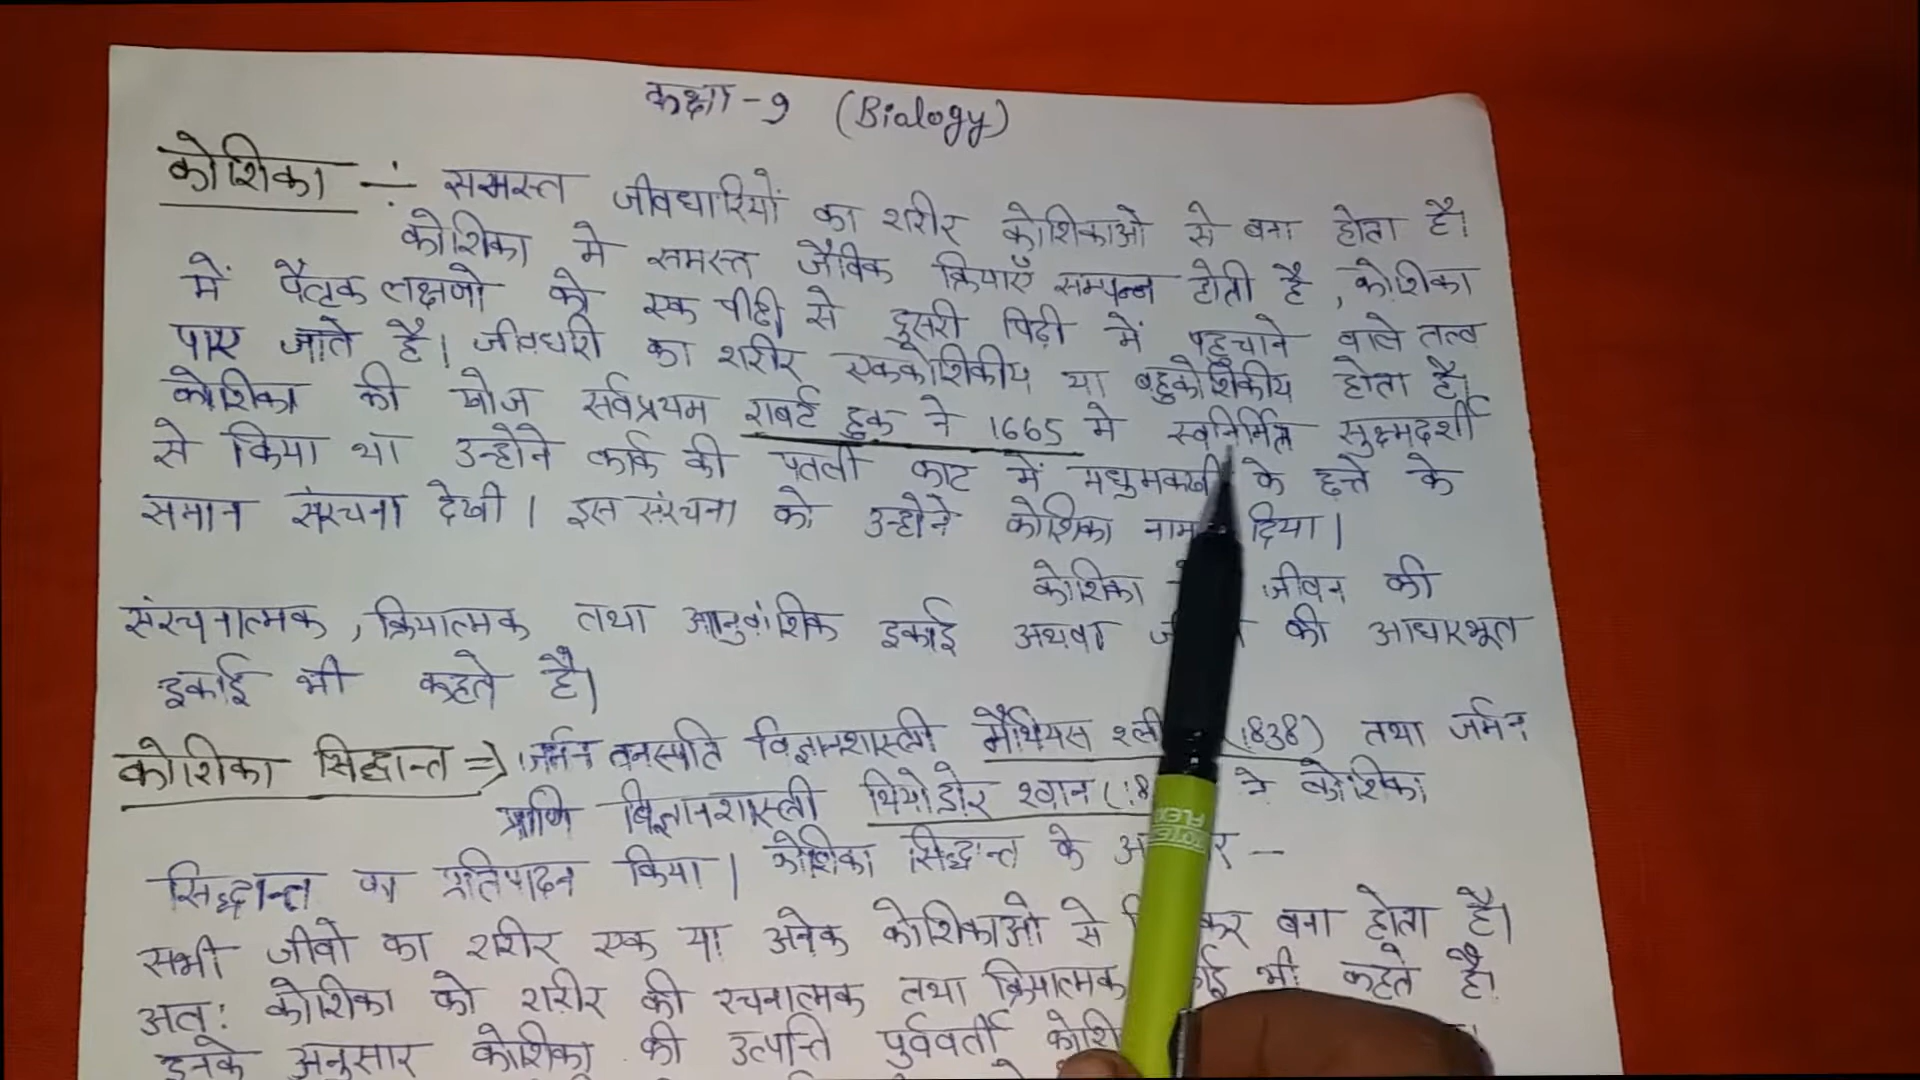 कक्षा - 9 (Biology)
कोशिका ÷ समस्त जीवधारियों का शरीर कोशिकाओ से बना होता है।
कोशिका मे समस्त जैविक क्रियाएँ सम्पन्न होती है, कोशिका
में पैतृक लक्षणो को एक पीढी से दूसरी पिढ़ी में पहुचाने वाले तत्व
पाए जाते है। जीवधरी का शरीर एककोशिकीय या बहुकोशिकीय होता है।
कोशिका की खोज सर्वप्रथम राबर्ट हुक ने 1665 मे स्वनिर्मित सुक्ष्मदर्शी
से किया था उन्होने कार्क की पतली काट में मधुमक्खी के छत्ते के
समान संरचना देखी। इस संरचना को उन्होने कोशिका नाम दिया।
कोशिका जीवन की
संरचनात्मक, क्रियात्मक तथा आनुवांशिक इकाई अथवा की आधारभूत
इकाई भी कहते है।
कोशिका सिद्धान्त => जर्मन वनस्पति विज्ञानशास्त्री मैथियस (1838) तथा जर्मन
प्राणि विज्ञानशास्त्री थियोडोर श्वान ने कोशिका
सिद्धान्त का प्रतिपादन किया। कोशिका सिद्धान्त के -
सभी जीवो का शरीर एक या अनेक कोशिकाओ से बना होता है।
अतः कोशिका को शरीर की रचनात्मक तथा क्रियात्मक भी कहते है।
इनके अनुसार कोशिका की उत्पत्ति पुर्ववर्ती